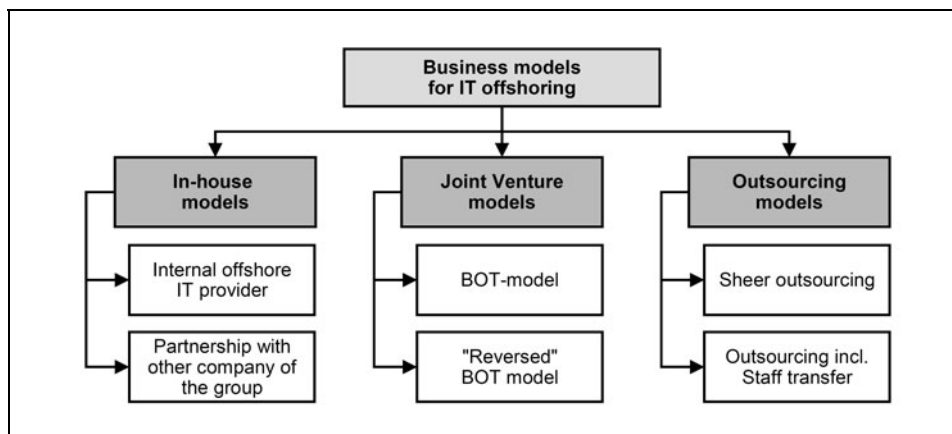 Business models
for IT offshoring
In-house
models
Joint Venture
models
Outsourcing
models
Internal offshore
IT provider
BOT-model
Sheer outsourcing
Partnership with
other company of
the group
"Reversed"
BOT model
Outsourcing incl.
Staff transfer